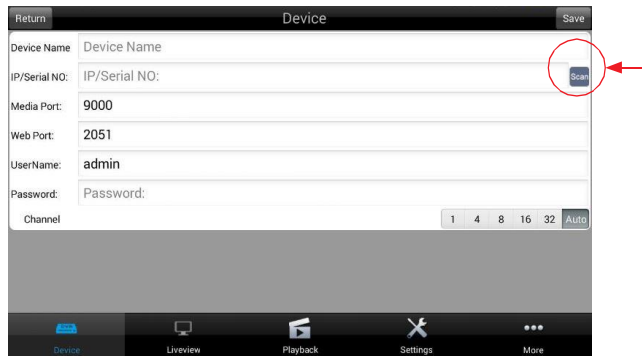 Return Device Save
Device Name Device Name
IP/Serial NO: IP/Serial NO: Scan
Media Port: 9000
Web Port: 2051
UserName: admin
Password: Password:
Channel 1 4 8 16 32 Auto
Device Liveview Playback Settings More